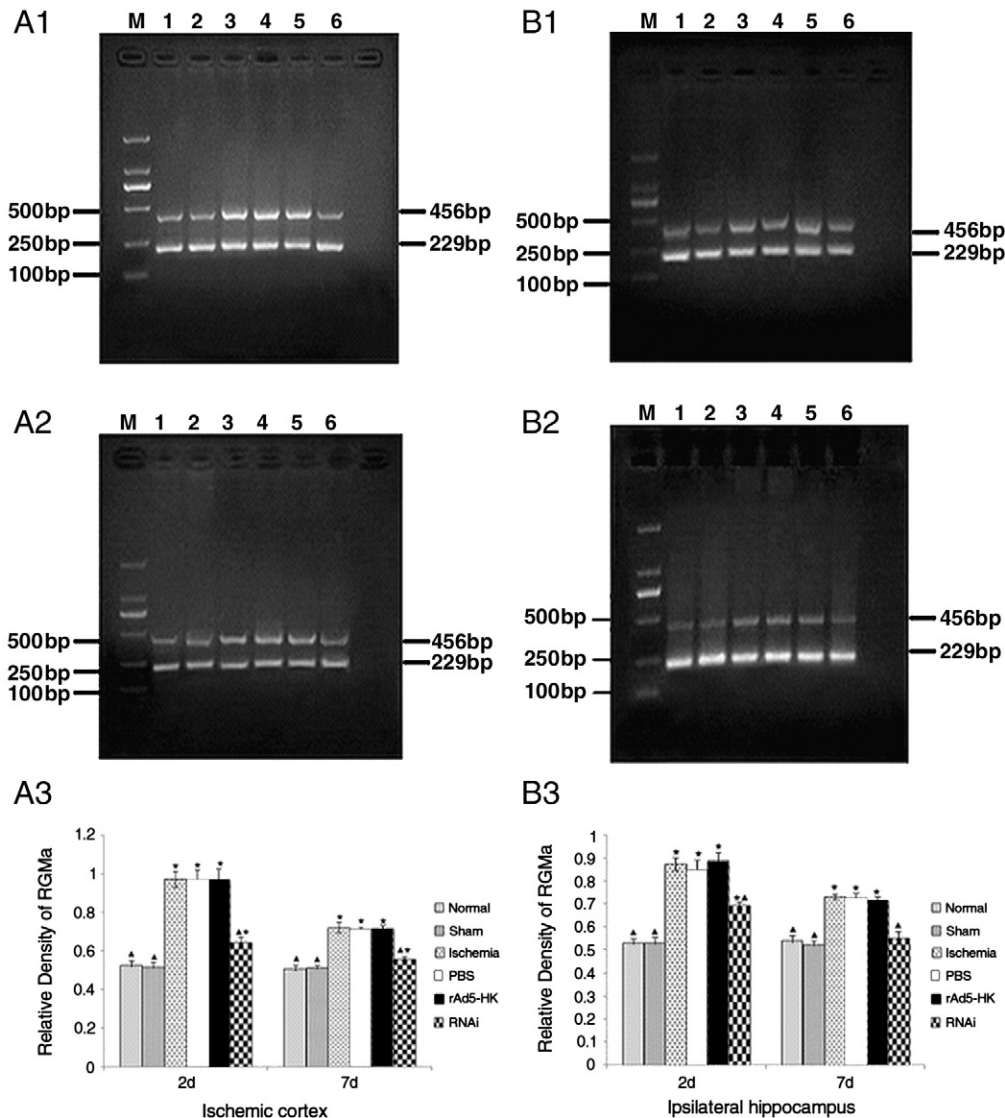 A1
M 1 2 3 4 5 6
500bp
250bp
100bp
456bp
229bp
B1
M 1 2 3 4 5 6
500bp
250bp
100bp
456bp
229bp
A2
M 1 2 3 4 5 6
500bp
250bp
100bp
456bp
229bp
B2
M 1 2 3 4 5 6
500bp
250bp
100bp
456bp
229bp
A3
Relative Density of RGMa
1.2
1
0.8
0.6
0.4
0.2
0
2d
7d
Ischemic cortex
Normal
Sham
Ischemia
PBS
rAd5-HK
RNAi
B3
Relative Density of RGMa
1
0.9
0.8
0.7
0.6
0.5
0.4
0.3
0.2
0.1
0
2d
7d
Ipsilateral hippocampus
Normal
Sham
Ischemia
PBS
rAd5-HK
RNAi